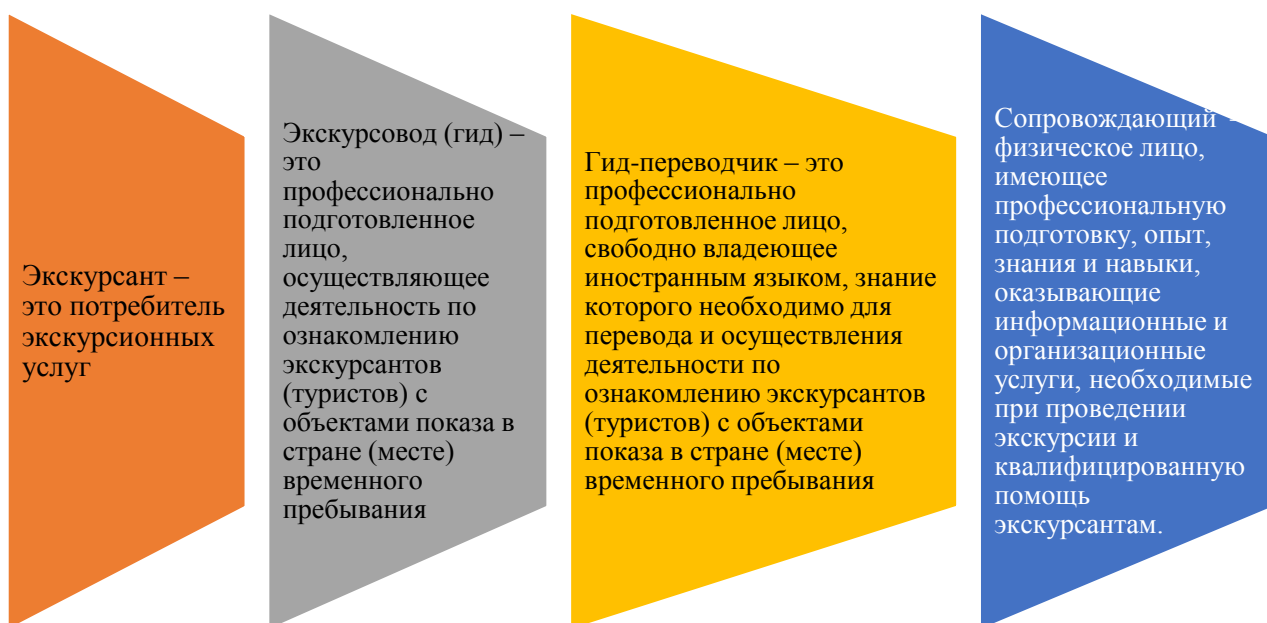 Экскурсант –
это потребитель
экскурсионных
услуг
Экскурсовод (гид) –
это
профессионально
подготовленное
лицо,
осуществляющее
деятельность по
ознакомлению
экскурсантов
(туристов) с
объектами показа в
стране (месте)
временного
пребывания
Гид-переводчик – это
профессионально
подготовленное лицо,
свободно владеющее
иностранным языком, знание
которого необходимо для
перевода и осуществления
деятельности по
ознакомлению экскурсантов
(туристов) с объектами
показа в стране (месте)
временного пребывания
Сопровождающий -
физическое лицо,
имеющее
профессиональную
подготовку, опыт,
знания и навыки,
оказывающие
информационные и
организационные
услуги, необходимые
при проведении
экскурсии и
квалифицированную
помощь
экскурсантам.